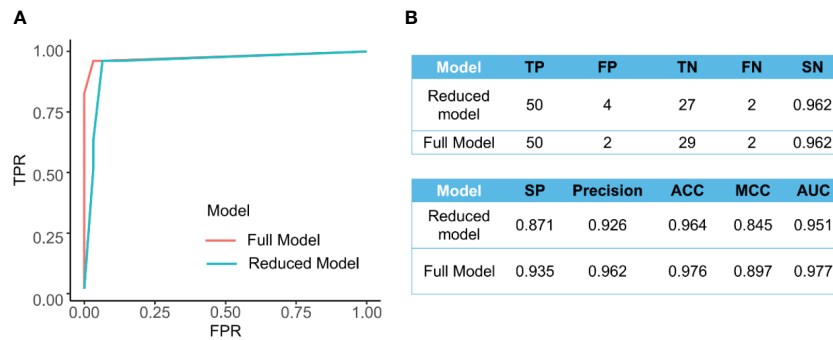 A
1.00
0.75
0.50
0.25
0.00
TPR
Model
Full Model
Reduced Model
0.00 0.25 0.50 0.75 1.00
FPR
B
Model TP FP TN FN SN
Reduced
model 50 4 27 2 0.962
Full Model 50 2 29 2 0.962
Model SP Precision ACC MCC AUC
Reduced
model 0.871 0.926 0.964 0.845 0.951
Full Model 0.935 0.962 0.976 0.897 0.977